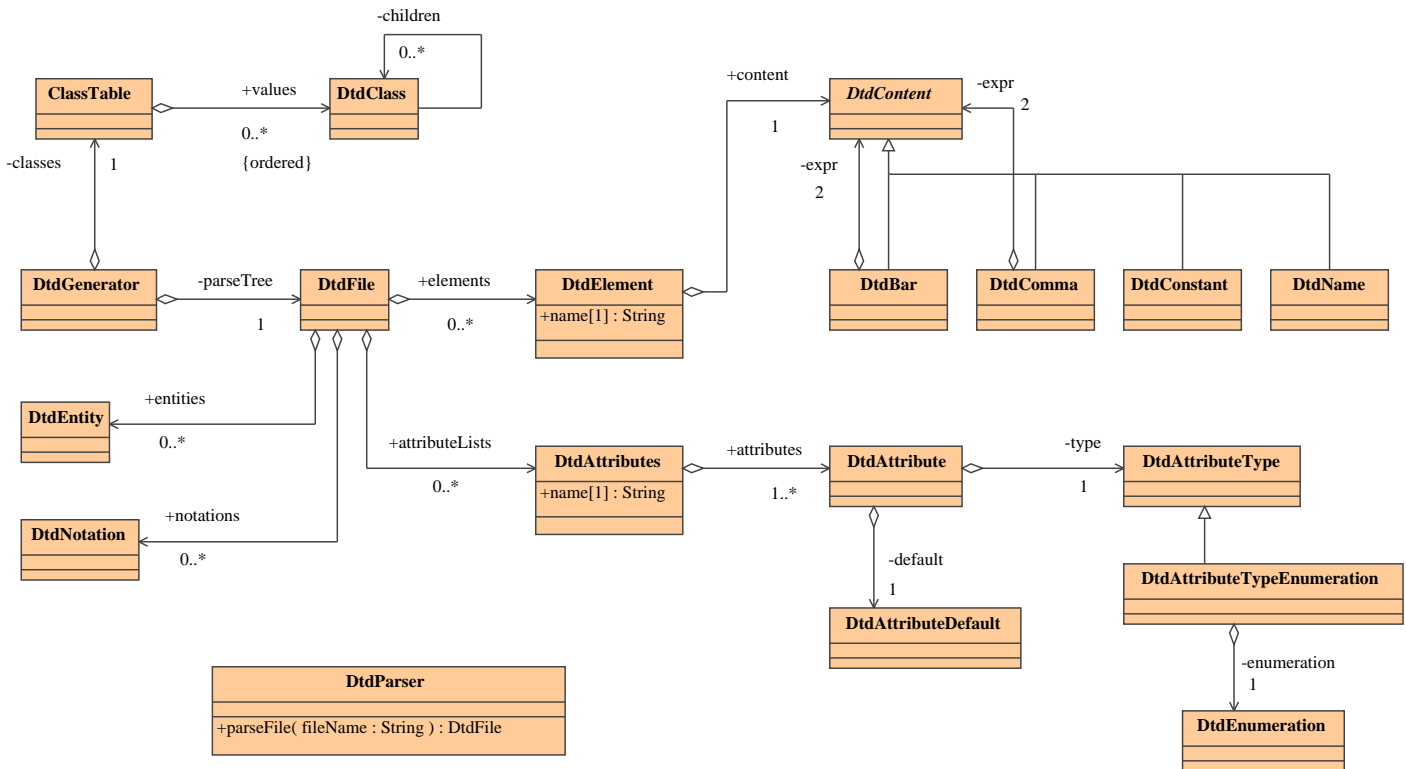 -children
0..*
ClassTable
+values
DtdClass
0..*
{ordered}
+content
1
DtdContent
-expr
2
-classes
1
-expr
2
DtdGenerator
-parseTree
1
DtdFile
+elements
0..*
DtdElement
+name[1] : String
DtdBar
DtdComma
DtdConstant
DtdName
DtdEntity
+entities
0..*
+attributeLists
0..*
DtdAttributes
+name[1] : String
+attributes
1..*
DtdAttribute
-type
1
DtdAttributeType
DtdNotation
+notations
0..*
-default
1
DtdAttributeDefault
DtdAttributeTypeEnumeration
-enumeration
1
DtdEnumeration
DtdParser
+parseFile( fileName : String ) : DtdFile